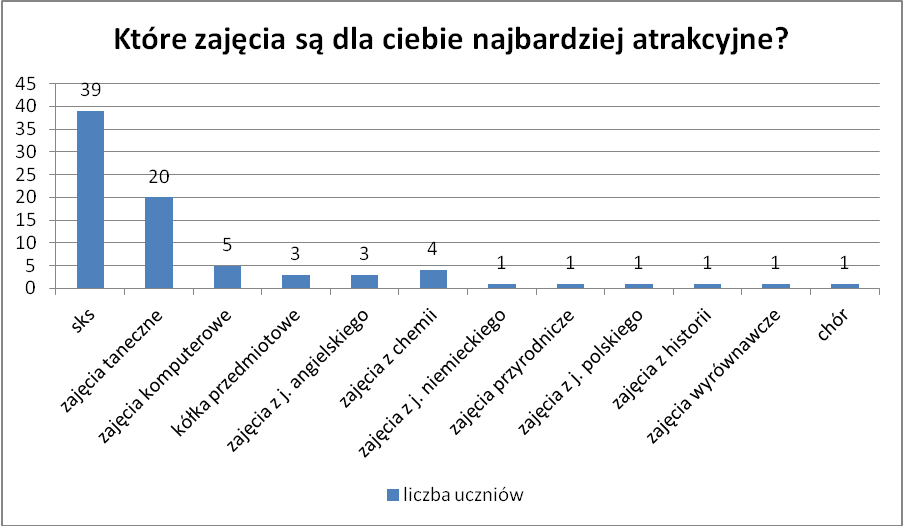 Które zajęcia są dla ciebie najbardziej atrakcyjne?
45
40
35
30
25
20
15
10
5
0
39
20
5
3
3
4
1
1
1
1
1
1
sks
zajęcia taneczne
zajęcia komputerowe
kółka przedmiotowe
zajęcia z j. angielskiego
zajęcia z chemii
zajęcia z j. niemieckiego
zajęcia przyrodnicze
zajęcia z j. polskiego
zajęcia z historii
zajęcia wyrównawcze
chór
liczba uczniów